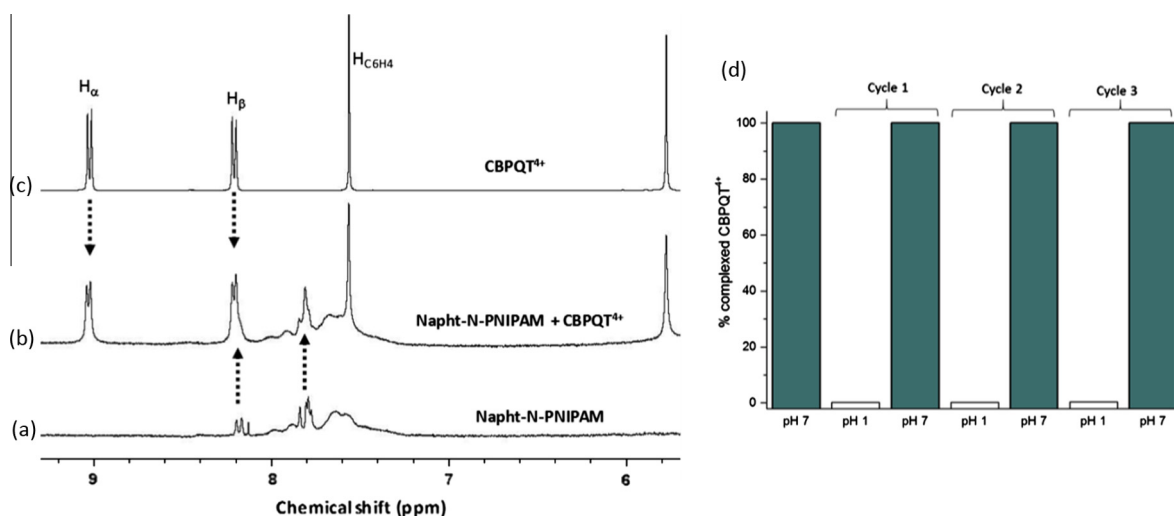 Hα
Hβ
HC6H4
(c)
CBPQT4+
(b)
Napht-N-PNIPAM + CBPQT4+
(a)
Napht-N-PNIPAM
9
8
7
6
Chemical shift (ppm)
(d)
Cycle 1
Cycle 2
Cycle 3
% complexed CBPQT4+
100
80
60
40
20
0
pH 7
pH 1
pH 7
pH 1
pH 7
pH 1
pH 7